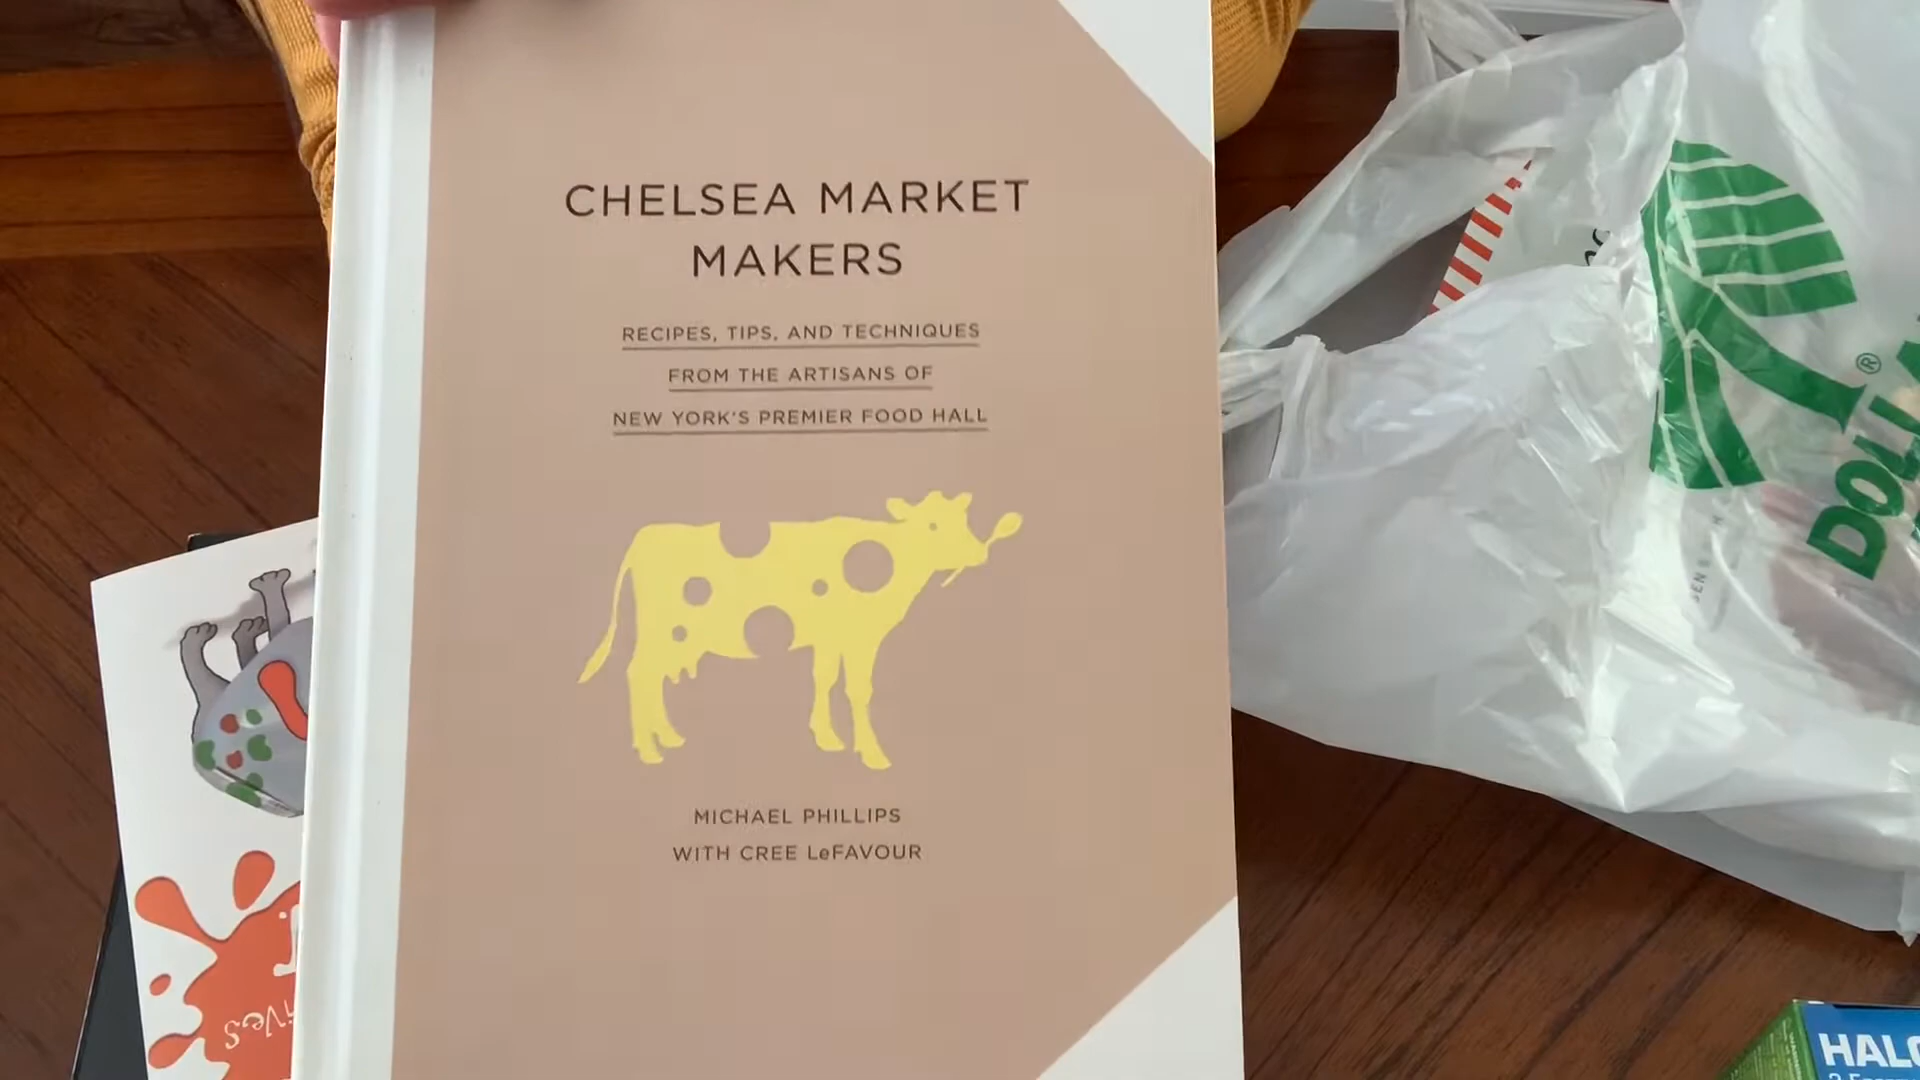 CHELSEA MARKET
MAKERS
RECIPES, TIPS, AND TECHNIQUES
FROM THE ARTISANS OF
NEW YORK'S PREMIER FOOD HALL
MICHAEL PHILLIPS
WITH CREE LeFAVOUR